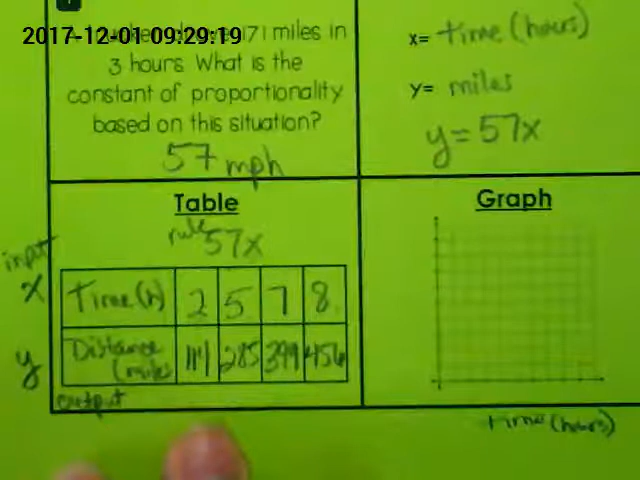 2017-12-01 09:29:19
171 miles in
3 hours. What is the
constant of proportionality
based on this situation?
57 mph
x= time (hours)
y= miles
y=57x
Table
rule 57x
input
x
Time(h) 2 5 7 8
y
Distance (miles 114 285 399 456
output
Graph
time (hours)